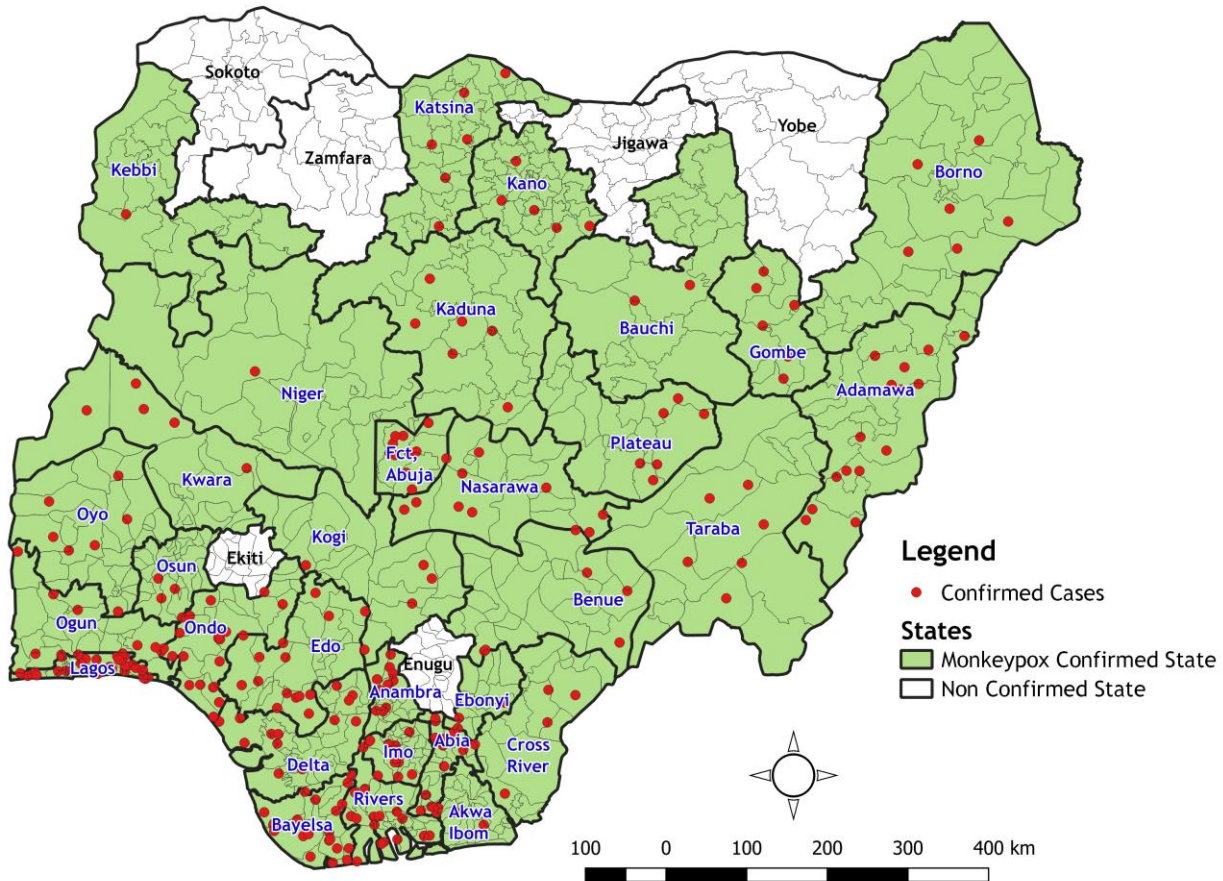 Sokoto
Katsina
Yobe
Jigawa
Zamfara
Kebbi
Kano
Borno
Kaduna
Bauchi
Gombe
Niger
Adamawa
Plateau
Fct,
Abuja
Kwara
Nasarawa
Oyo
Kogi
Taraba
Osun
Ekiti
Benue
Ogun
Ondo
Edo
Lagos
Enugu
Anambra
Ebonyi
Abia
Imo
Cross
River
Delta
Rivers
Akwa
Ibom
Bayelsa
Legend
Confirmed Cases
States
Monkeypox Confirmed State
Non Confirmed State
100 0 100 200 300 400 km